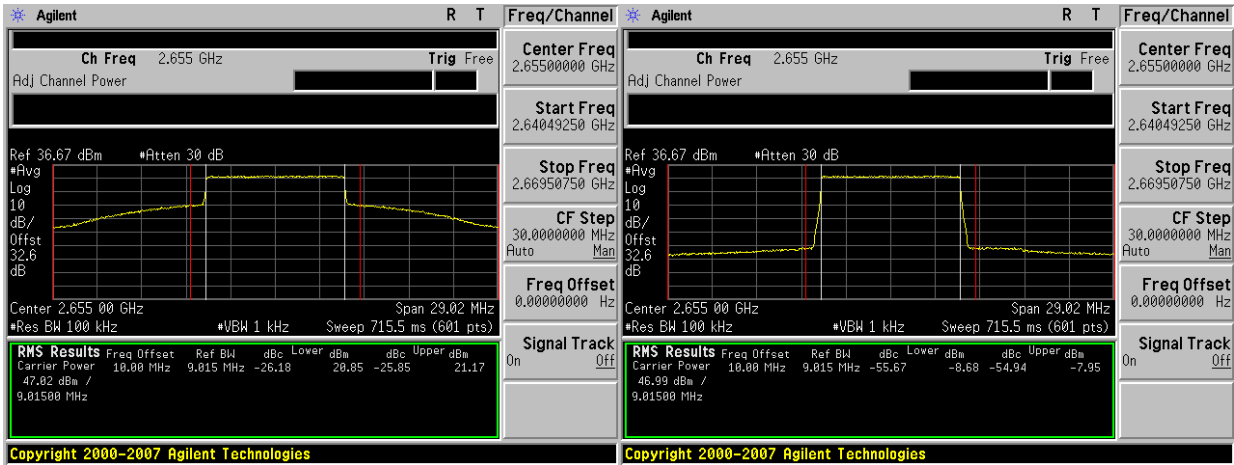 Agilent R T Freq/Channel
Ch Freq 2.655 GHz Trig Free
Adj Channel Power
Center Freq
2.65500000 GHz
Start Freq
2.64049250 GHz
Stop Freq
2.66950750 GHz
CF Step
30.0000000 MHz
Auto Man
Freq Offset
0.00000000 Hz
Signal Track
On Off
Ref 36.67 dBm #Atten 30 dB
#Avg
Log
10
dB/
Offst
32.6
dB
Center 2.655 00 GHz Span 29.02 MHz
#Res BW 100 kHz #VBW 1 kHz Sweep 715.5 ms (601 pts)
RMS Results Freq Offset Ref BW dBc Lower dBm dBc Upper dBm
Carrier Power 10.00 MHz 9.015 MHz -26.18 20.85 -25.85 21.17
47.02 dBm /
9.01500 MHz
Copyright 2000-2007 Agilent Technologies
Agilent R T Freq/Channel
Ch Freq 2.655 GHz Trig Free
Adj Channel Power
Center Freq
2.65500000 GHz
Start Freq
2.64049250 GHz
Stop Freq
2.66950750 GHz
CF Step
30.0000000 MHz
Auto Man
Freq Offset
0.00000000 Hz
Signal Track
On Off
Ref 36.67 dBm #Atten 30 dB
#Avg
Log
10
dB/
Offst
32.6
dB
Center 2.655 00 GHz Span 29.02 MHz
#Res BW 100 kHz #VBW 1 kHz Sweep 715.5 ms (601 pts)
RMS Results Freq Offset Ref BW dBc Lower dBm dBc Upper dBm
Carrier Power 10.00 MHz 9.015 MHz -55.67 -8.68 -54.94 -7.95
46.99 dBm /
9.01500 MHz
Copyright 2000-2007 Agilent Technologies